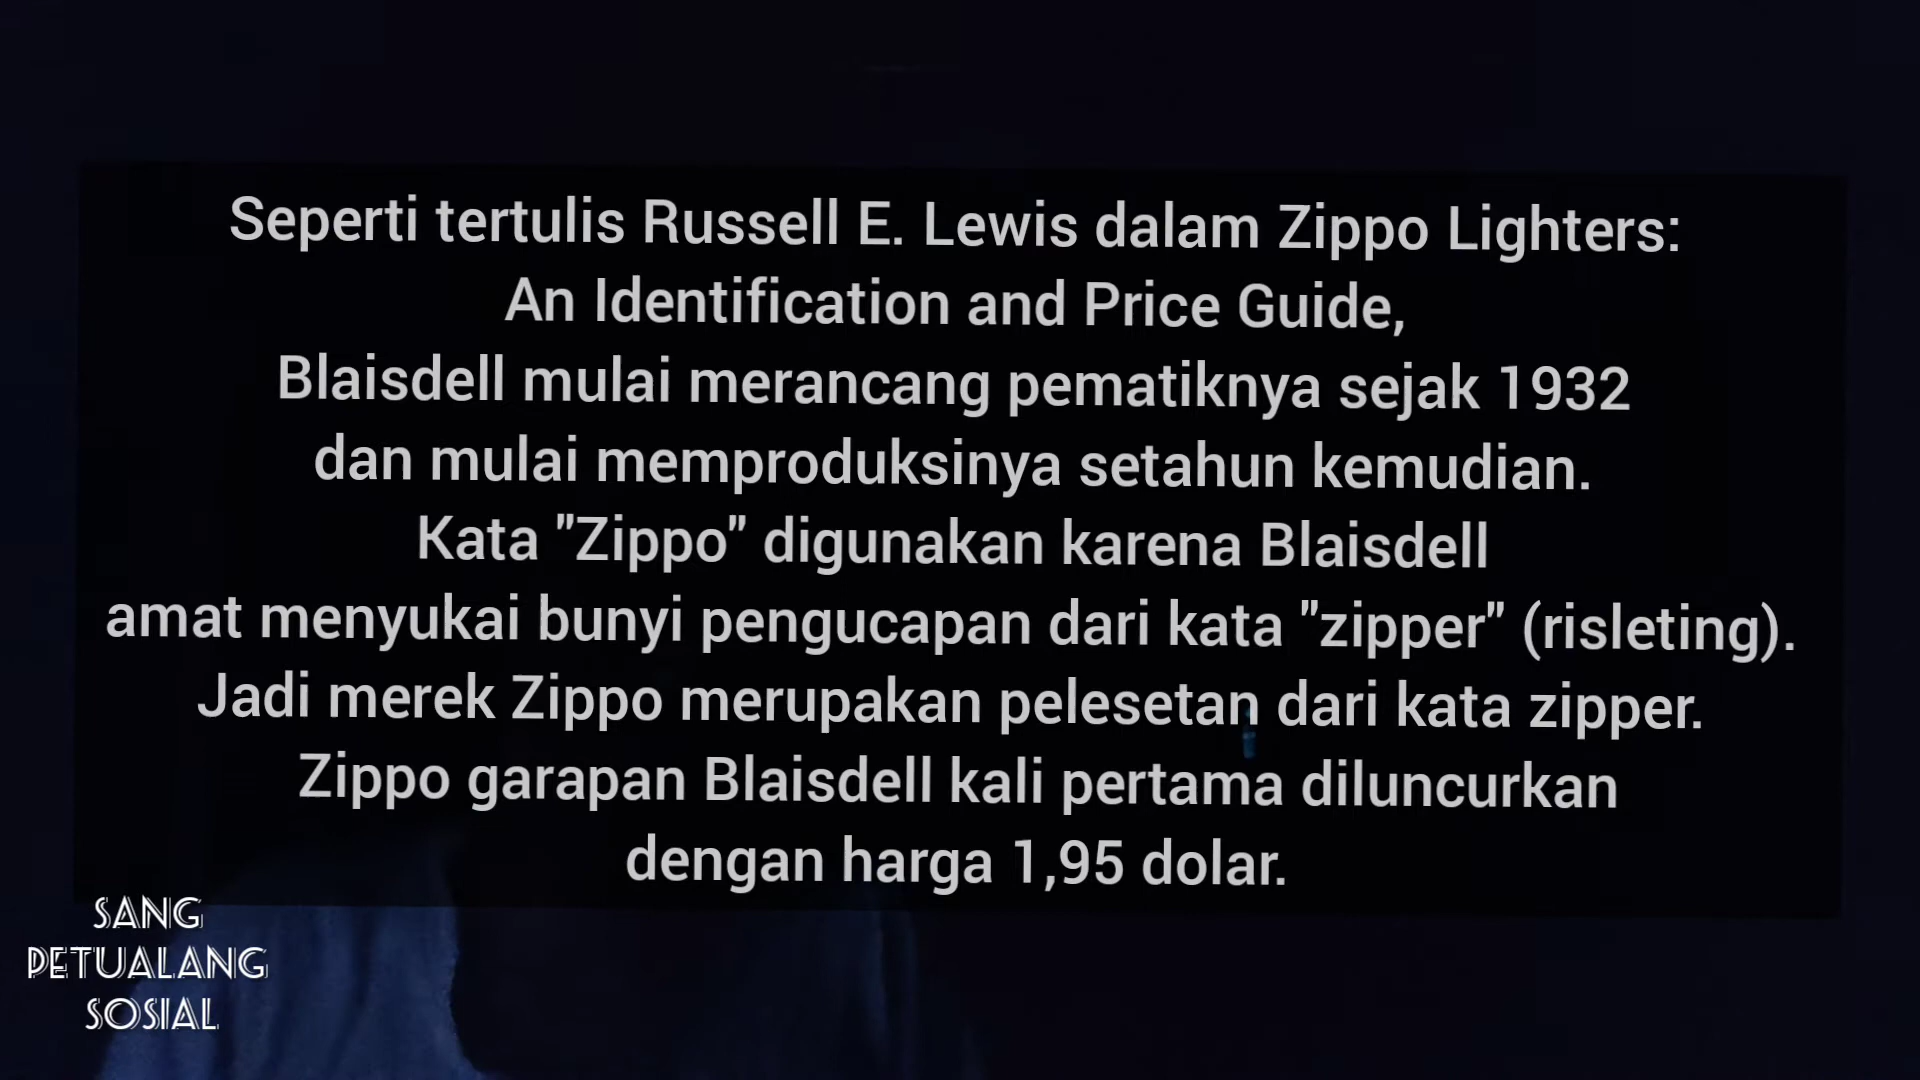 Seperti tertulis Russell E. Lewis dalam Zippo Lighters:
An Identification and Price Guide,
Blaisdell mulai merancang pematiknya sejak 1932
dan mulai memproduksinya setahun kemudian.
Kata "Zippo" digunakan karena Blaisdell
amat menyukai bunyi pengucapan dari kata "zipper" (risleting).
Jadi merek Zippo merupakan pelesetan dari kata zipper.
Zippo garapan Blaisdell kali pertama diluncurkan
dengan harga 1,95 dolar.
SANG
PETUALANG
SOSIAL